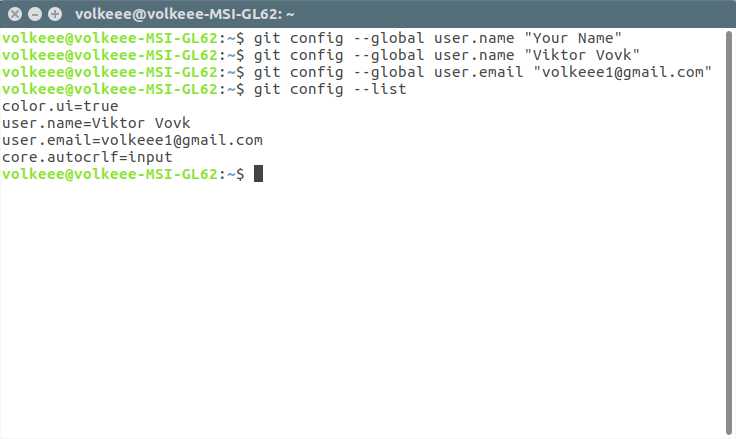 volkeee@volkeee-MSI-GL62: ~
volkeee@volkeee-MSI-GL62:~$ git config --global user.name "Your Name"
volkeee@volkeee-MSI-GL62:~$ git config --global user.name "Viktor Vovk"
volkeee@volkeee-MSI-GL62:~$ git config --global user.email "volkeee1@gmail.com"
volkeee@volkeee-MSI-GL62:~$ git config --list
color.ui=true
user.name=Viktor Vovk
user.email=volkeee1@gmail.com
core.autocrlf=input
volkeee@volkeee-MSI-GL62:~$